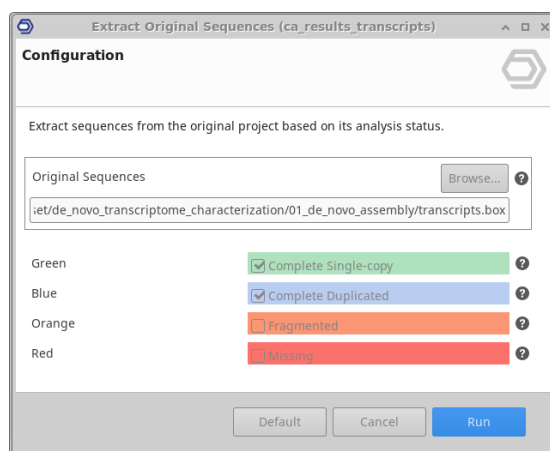 Extract Original Sequences (ca_results_transcripts)
Configuration
Extract sequences from the original project based on its analysis status.
Original Sequences
Browse...
set/de_novo_transcriptome_characterization/01_de_novo_assembly/transcripts.box
Green
Complete Single-copy
Blue
Complete Duplicated
Orange
Fragmented
Red
Missing
Default
Cancel
Run